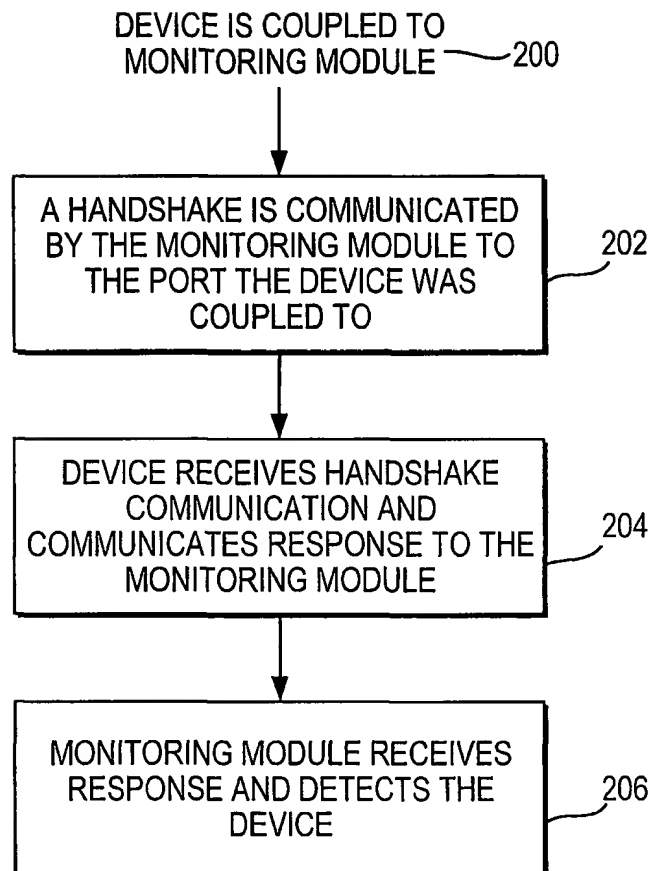 DEVICE IS COUPLED TO
MONITORING MODULE 200
A HANDSHAKE IS COMMUNICATED
BY THE MONITORING MODULE TO
THE PORT THE DEVICE WAS
COUPLED TO
202
DEVICE RECEIVES HANDSHAKE
COMMUNICATION AND
COMMUNICATES RESPONSE TO THE
MONITORING MODULE
204
MONITORING MODULE RECEIVES
RESPONSE AND DETECTS THE
DEVICE
206